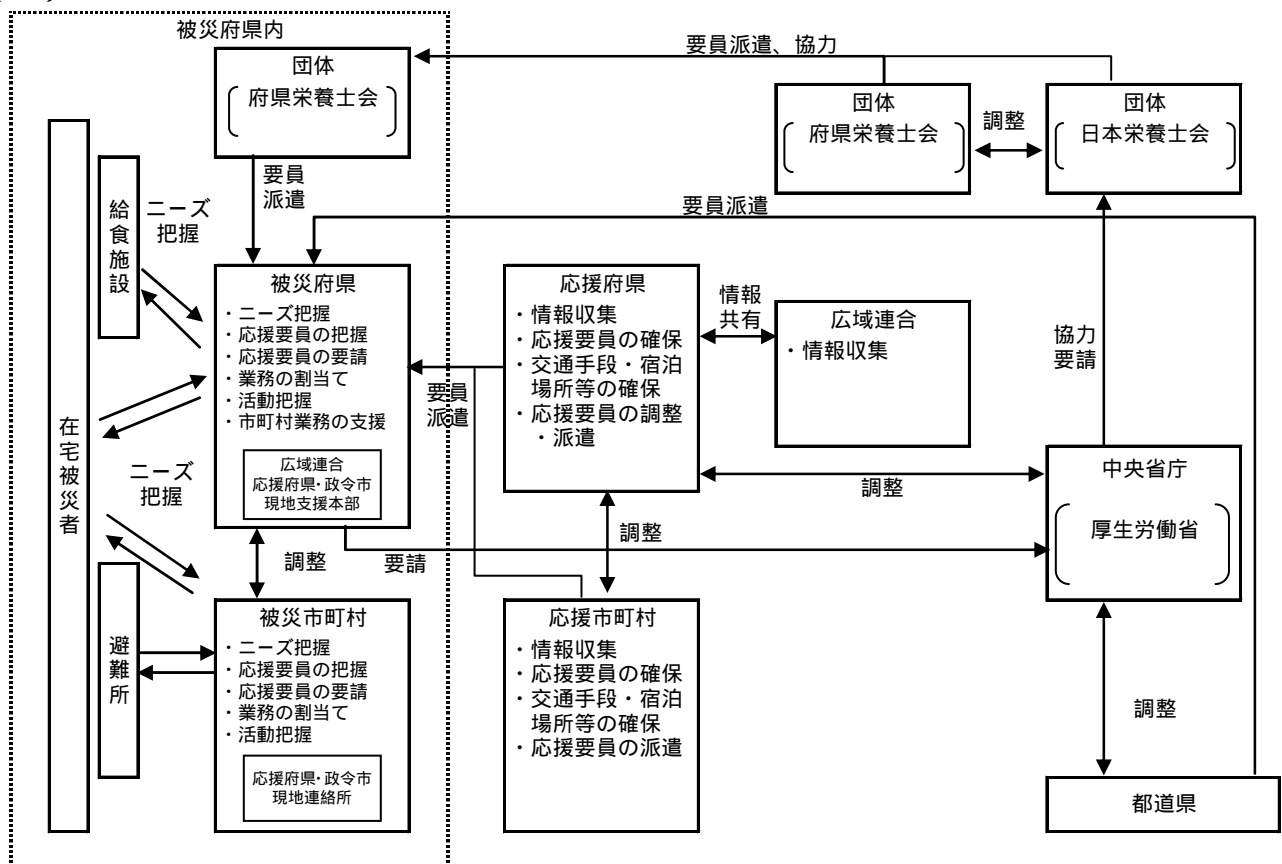 被災府県内
団体
府県栄養士会
要員派遣、協力
団体
府県栄養士会
調整
団体
日本栄養士会
要員
派遣
要員派遣
給食施設
ニーズ
把握
在宅被災者
ニーズ
把握
避難所
被災府県
・ニーズ把握
・応援要員の把握
・応援要員の要請
・業務の割当て
・活動把握
・市町村業務の支援
広域連合
応援府県・政令市
現地支援本部
要員
派遣
応援府県
・情報収集
・応援要員の確保
・交通手段・宿泊
場所等の確保
・応援要員の調整
・派遣
情報
共有
広域連合
・情報収集
協力
要請
調整
中央省庁
厚生労働省
調整
要請
調整
被災市町村
・ニーズ把握
・応援要員の把握
・応援要員の要請
・業務の割当て
・活動把握
応援府県・政令市
現地連絡所
応援市町村
・情報収集
・応援要員の確保
・交通手段・宿泊
場所等の確保
・応援要員の派遣
調整
都道県